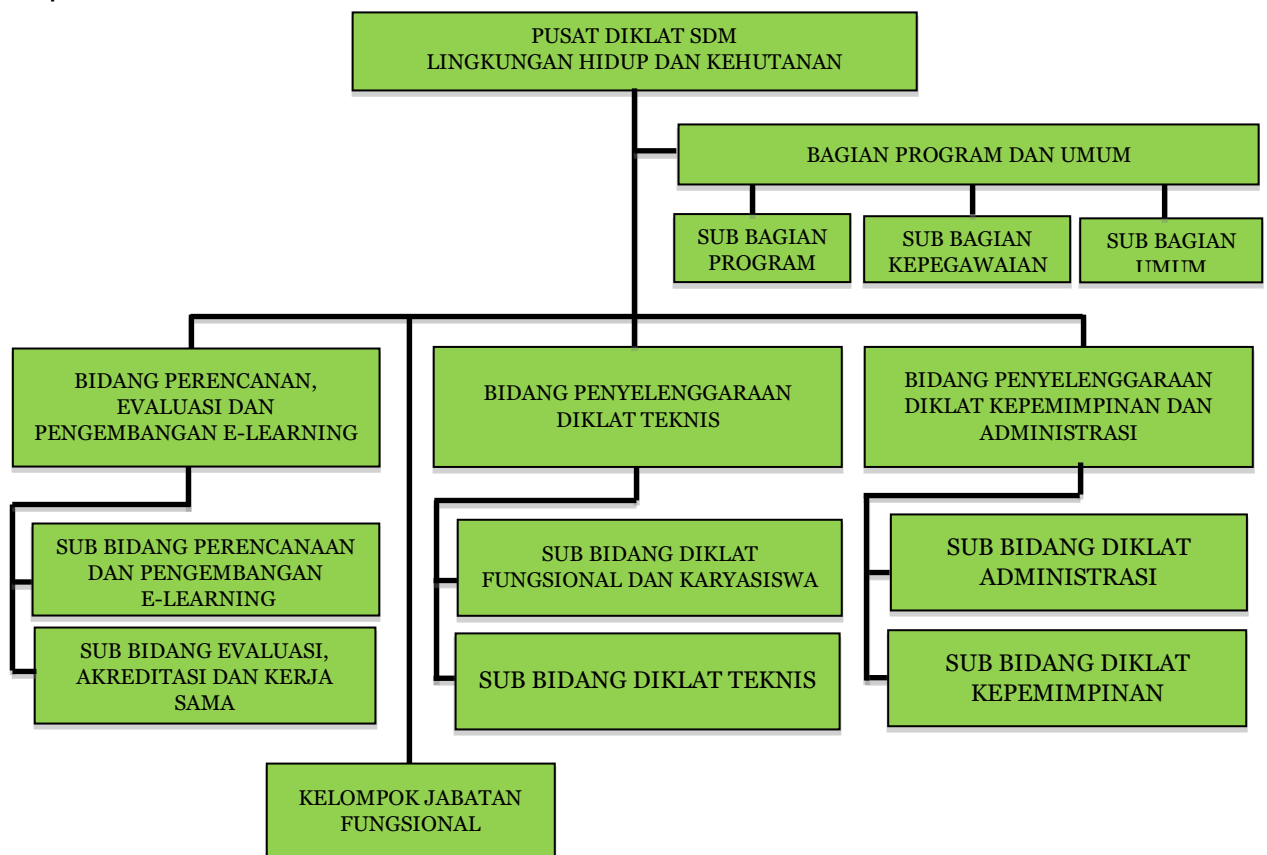 PUSAT DIKLAT SDM
LINGKUNGAN HIDUP DAN KEHUTANAN
BAGIAN PROGRAM DAN UMUM
SUB BAGIAN
PROGRAM
SUB BAGIAN
KEPEGAWAIAN
SUB BAGIAN
UMUM
BIDANG PERENCANAN,
EVALUASI DAN
PENGEMBANGAN E-LEARNING
BIDANG PENYELENGGARAAN
DIKLAT TEKNIS
BIDANG PENYELENGGARAAN
DIKLAT KEPEMIMPINAN DAN
ADMINISTRASI
SUB BIDANG PERENCANAAN
DAN PENGEMBANGAN
E-LEARNING
SUB BIDANG DIKLAT
FUNGSIONAL DAN KARYASISWA
SUB BIDANG DIKLAT
ADMINISTRASI
SUB BIDANG EVALUASI,
AKREDITASI DAN KERJA
SAMA
SUB BIDANG DIKLAT TEKNIS
SUB BIDANG DIKLAT
KEPEMIMPINAN
KELOMPOK JABATAN
FUNGSIONAL